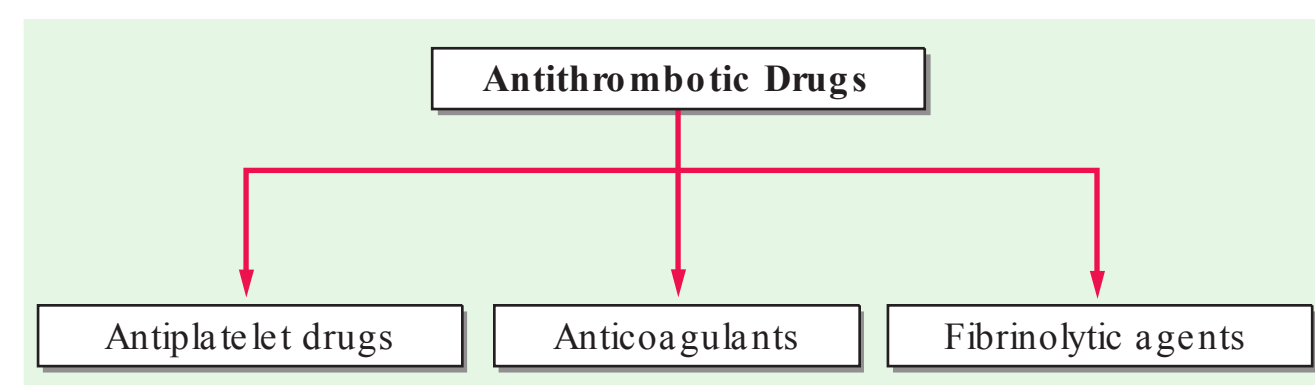 Antithrombotic Drugs
Antiplatelet drugs
Anticoagulants
Fibrinolytic agents